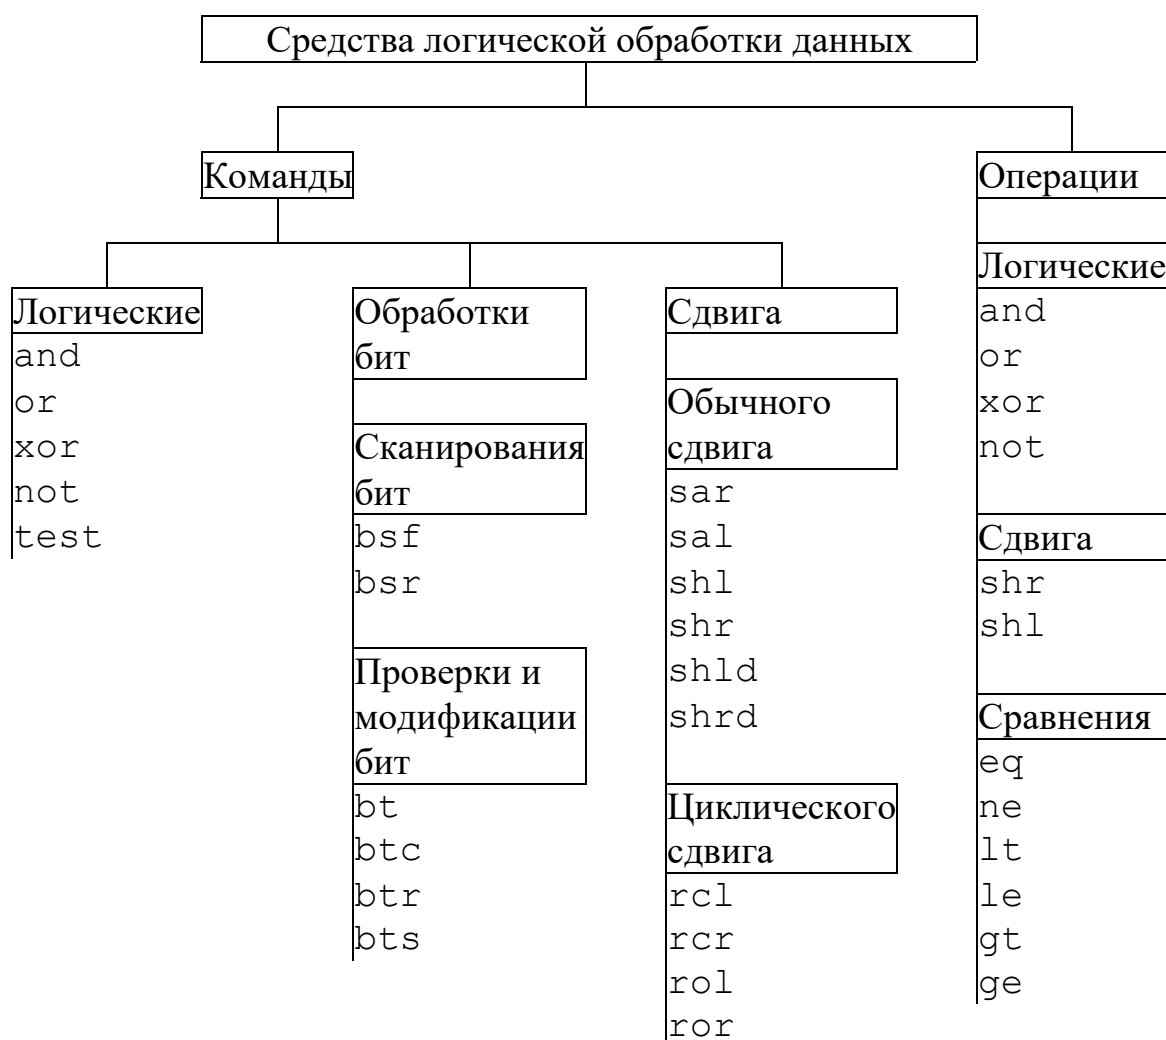 Средства логической обработки данных
Команды
Логические
and
or
xor
not
test
Обработки
бит
Сканирования
бит
bsf
bsr
Проверки и
модификации
бит
bt
btc
btr
bts
Сдвига
Обычного
сдвига
sar
sal
shl
shr
shld
shrd
Циклического
сдвига
rcl
rcr
rol
ror
Операции
Логические
and
or
xor
not
Сдвига
shr
shl
Сравнения
eq
ne
lt
le
gt
ge